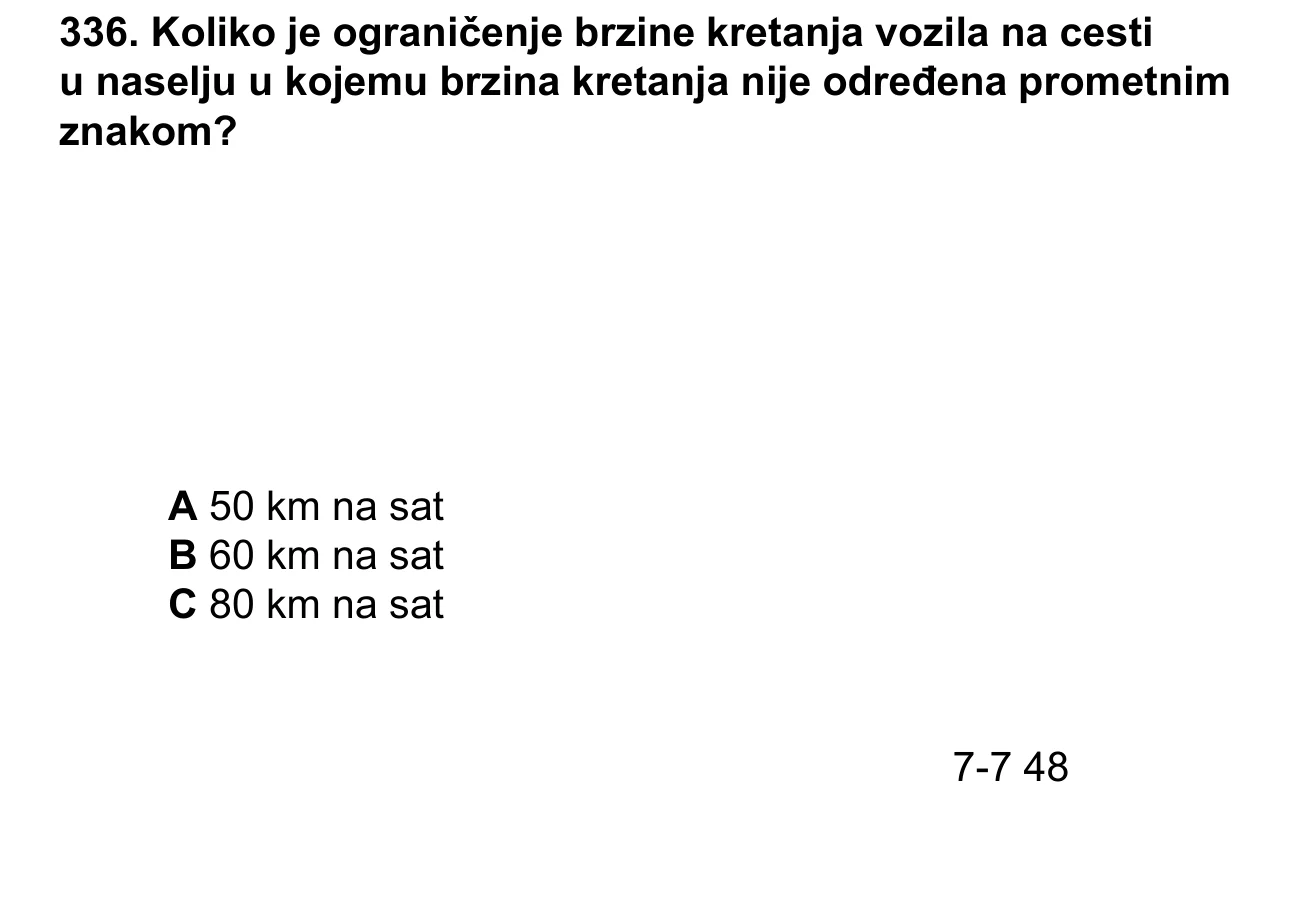 336. Koliko je ograničenje brzine kretanja vozila na cesti
u naselju u kojemu brzina kretanja nije određena prometnim
znakom?
A 50 km na sat
B 60 km na sat
C 80 km na sat
7-7 48